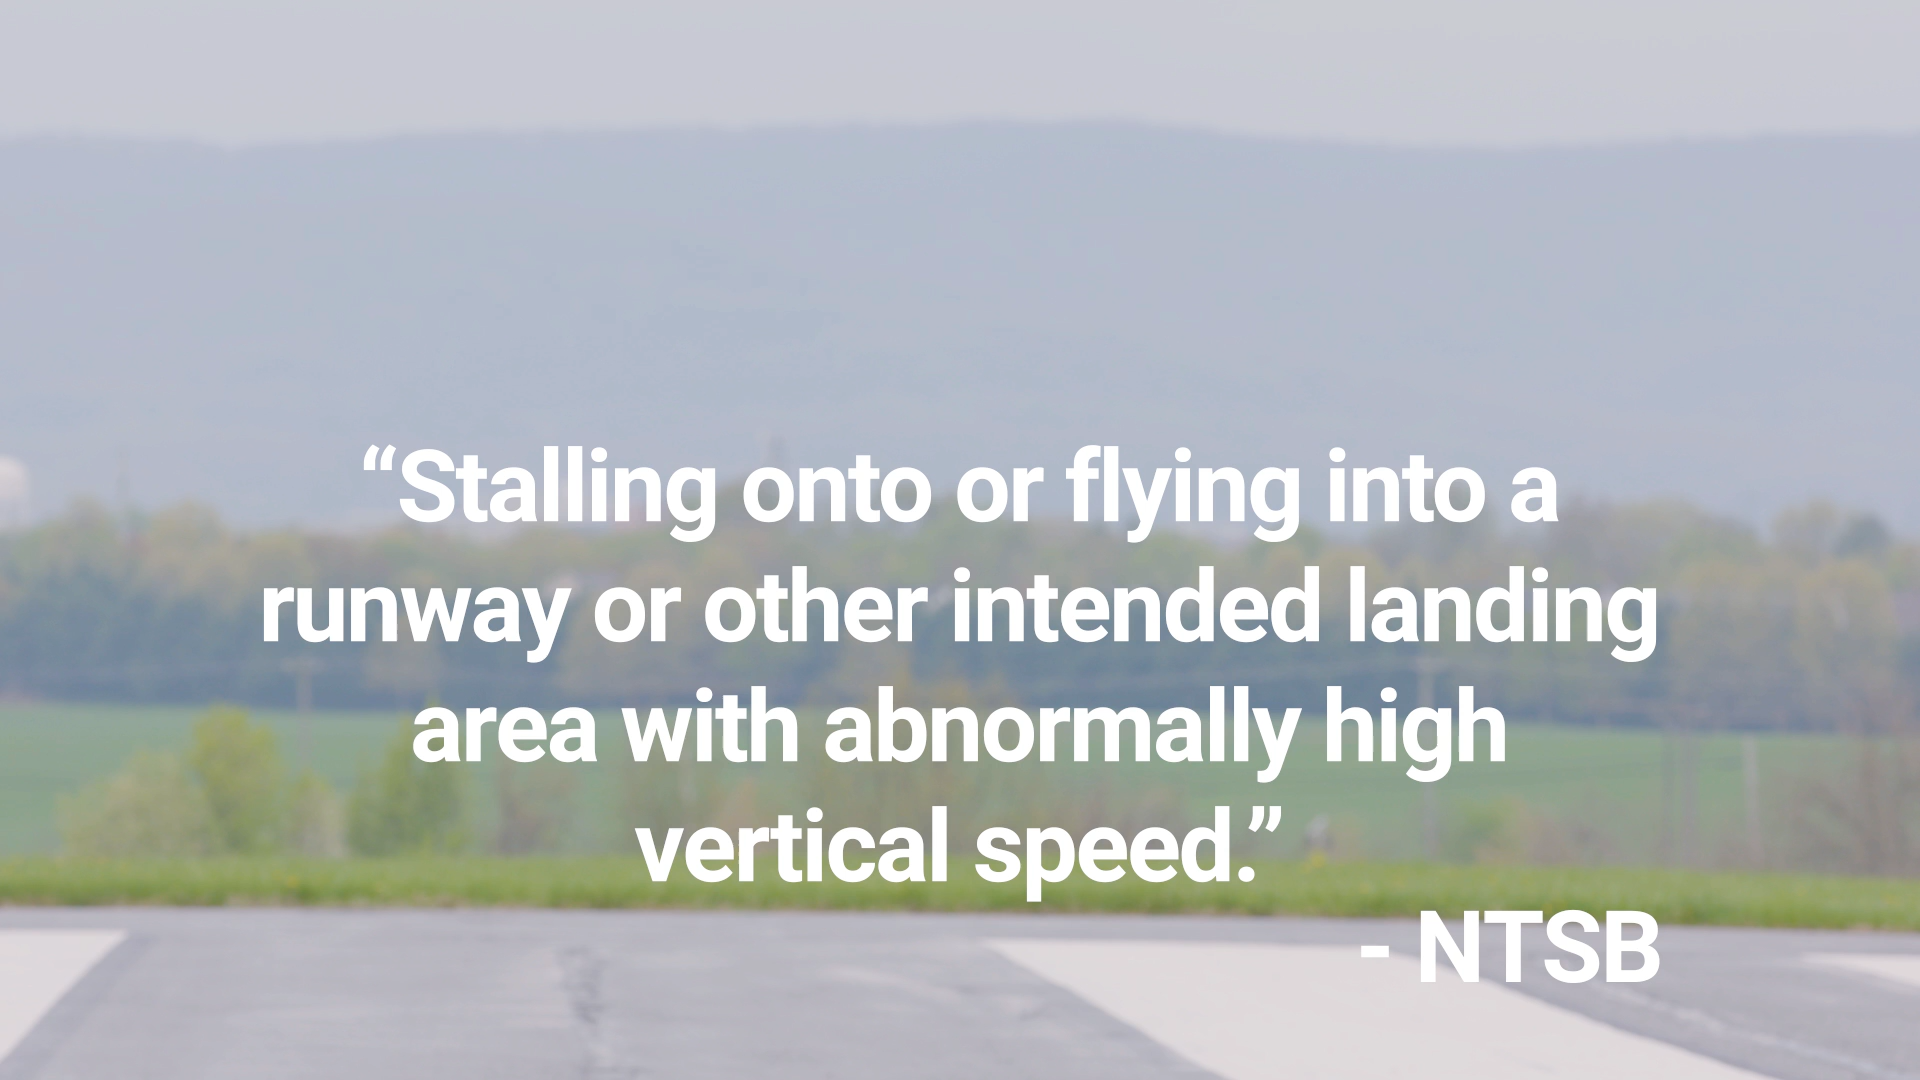 “Stalling onto or flying into a
runway or other intended landing
area with abnormally high
vertical speed.”
- NTSB